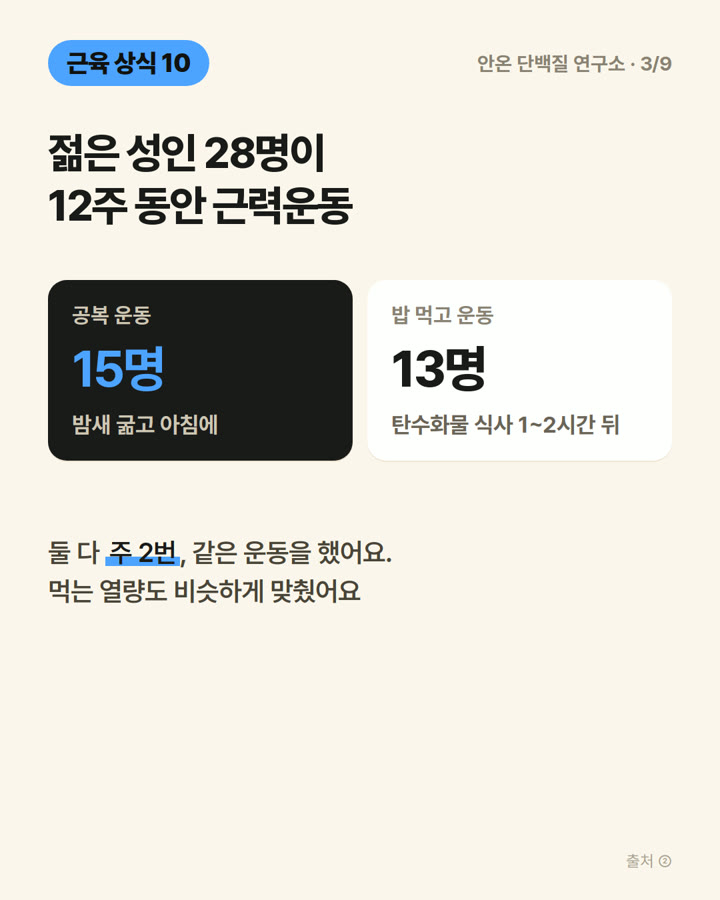 근육 상식 10
안온 단백질 연구소 · 3/9
젊은 성인 28명이
12주 동안 근력운동
공복 운동
15명
밤새 굶고 아침에
밥 먹고 운동
13명
탄수화물 식사 1~2시간 뒤
둘 다 주 2번, 같은 운동을 했어요.
먹는 열량도 비슷하게 맞췄어요
출처 ②